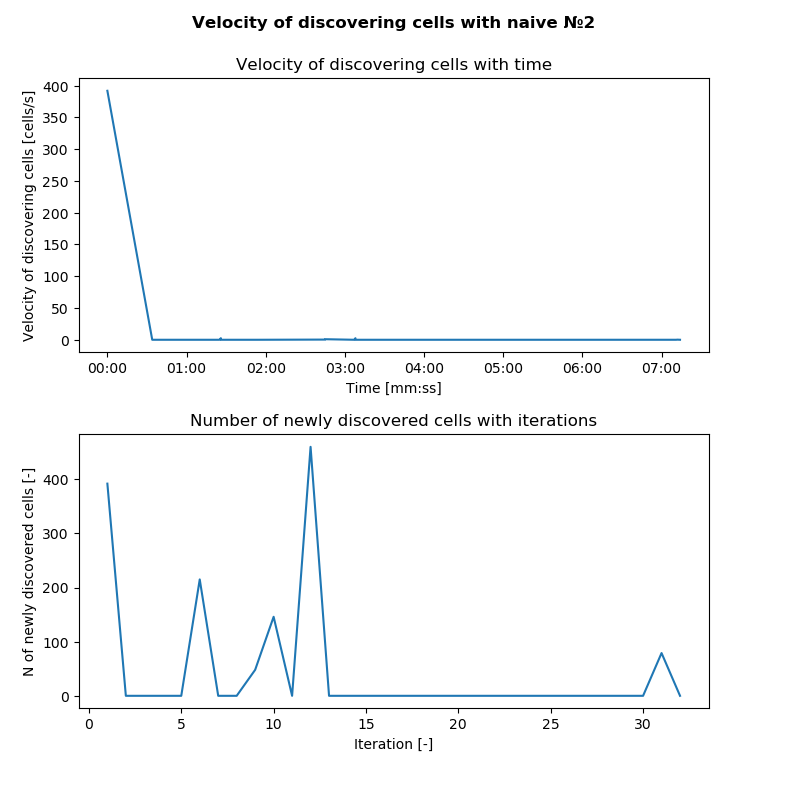 Velocity of discovering cells with naive №2
Velocity of discovering cells with time
Velocity of discovering cells [cells/s]
400
350
300
250
200
150
100
50
0
00:00 01:00 02:00 03:00 04:00 05:00 06:00 07:00
Time [mm:ss]
Number of newly discovered cells with iterations
N of newly discovered cells [-]
400
300
200
100
0
0 5 10 15 20 25 30
Iteration [-]